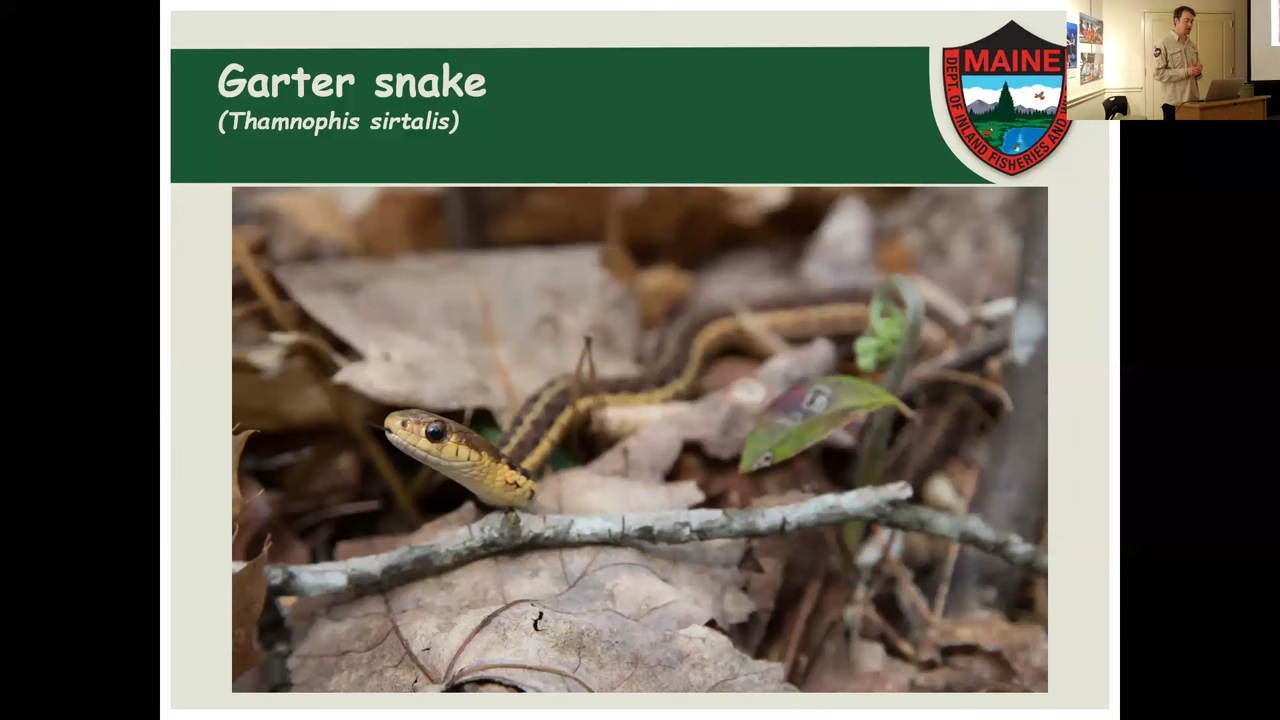 Garter snake
(Thamnophis sirtalis)
MAINE
DEPT. OF INLAND FISHERIES AND